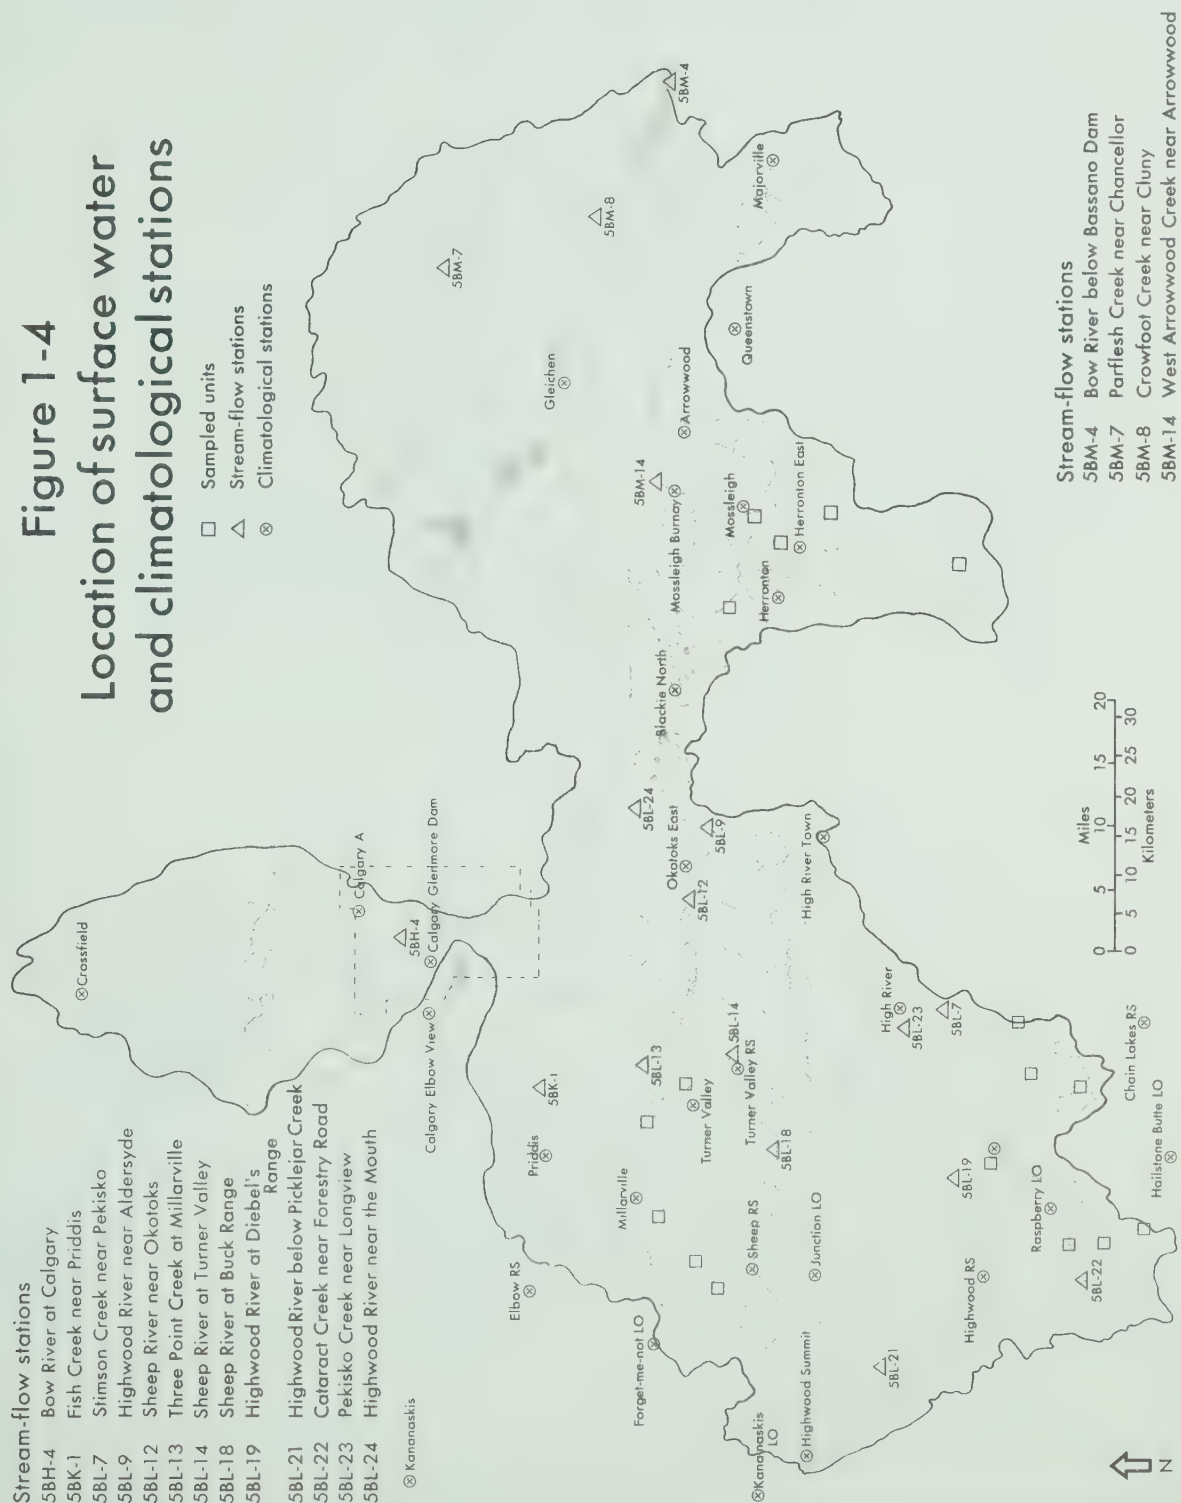 Figure 1-4
Location of surface water
and climatological stations
Sampled units
Stream-flow stations
Climatological stations
Stream-flow stations
5BH-4 Bow River at Calgary
5BK-1 Fish Creek near Priddis
5BL-7 Stimson Creek near Pekisko
5BL-9 Highwood River near Aldersyde
5BL-12 Sheep River near Okotoks
5BL-13 Three Point Creek at Millarville
5BL-14 Sheep River at Turner Valley
5BL-18 Sheep River at Buck Range
5BL-19 Highwood River at Diebel's
Range
5BL-21 Highwood River below Picklejar Creek
5BL-22 Cataract Creek near Forestry Road
5BL-23 Pekisko Creek near Longview
5BL-24 Highwood River near the Mouth
Kananaskis
Crossfield
Calgary A
5BH-4
Calgary Glenmore Dam
Calgary Elbow View
5BK-1
Priddis
Elbow RS
5BM-7
5BM-8
5BM-4
Gleichen
Majorville
Queenstown
Arrowwood
5BM-14
Mossleigh Burnay
Mossleigh
Herronton East
Herronton
Blackie North
5BL-24
Okotoks East
5BL-9
5BL-12
High River Town
5BL-13
5BL-14
Turner Valley RS
Turner Valley
5BL-18
Millarville
Sheep RS
Junction LO
Forget-me-not LO
Highwood Summit
Kananaskis
LO
High River
5BL-23
5BL-7
5BL-19
Highwood RS
5BL-21
Raspberry LO
5BL-22
Chain Lakes RS
Hailstone Butte LO
Miles
0 5 10 15 20
0 5 10 15 20 25 30
Kilometers
N
Stream-flow stations
5BM-4 Bow River below Bassano Dam
5BM-7 Parflesh Creek near Chancellor
5BM-8 Crowfoot Creek near Cluny
5BM-14 West Arrowwood Creek near Arrowwood